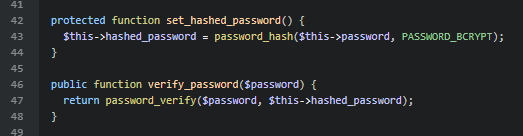 41
42 protected function set_hashed_password() {
43 $this->hashed_password = password_hash($this->password, PASSWORD_BCRYPT);
44 }
45
46 public function verify_password($password) {
47 return password_verify($password, $this->hashed_password);
48 }
49